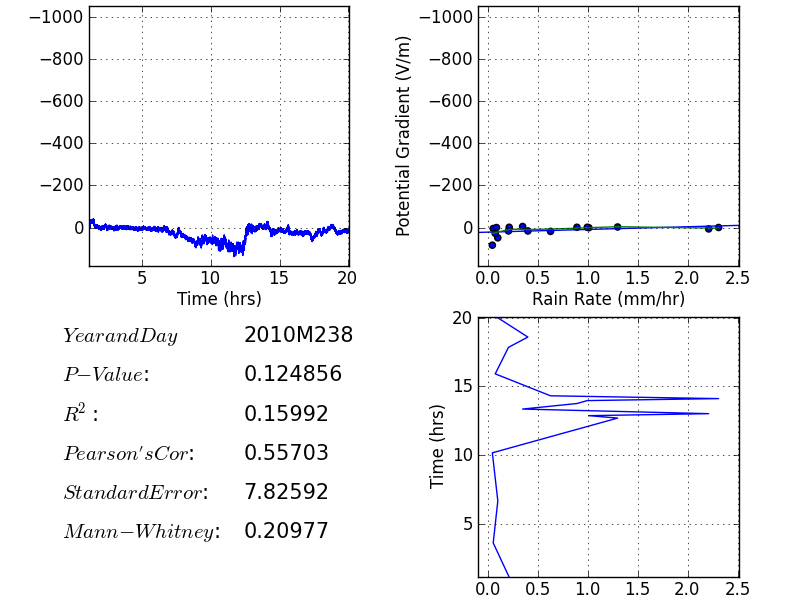 −1000
−800
−600
−400
−200
0
5 10 15 20
Time (hrs)
Potential Gradient (V/m)
−1000
−800
−600
−400
−200
0
0.0 0.5 1.0 1.5 2.0 2.5
Rain Rate (mm/hr)
YearandDay 2010M238
P−Value: 0.124856
R²: 0.15992
Pearson'sCor: 0.55703
StandardError: 7.82592
Mann−Whitney: 0.20977
Time (hrs)
20
15
10
5
0.0 0.5 1.0 1.5 2.0 2.5